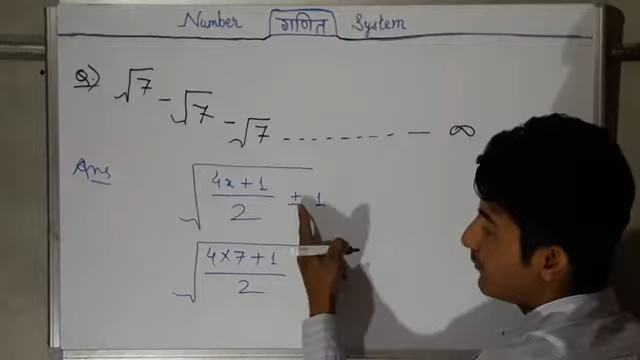 Number गणित System
Q.) √7 - √7 - √7 --------- — ∞
Ans
√(4x + 1)/2 ± 1
√(4×7 + 1)/2